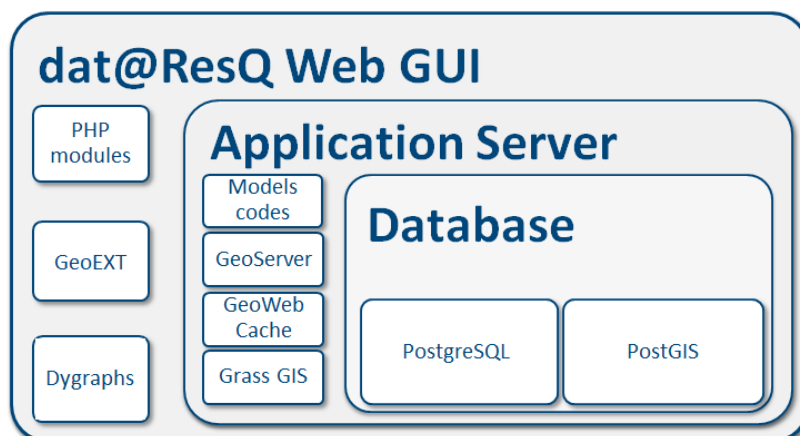 dat@ResQ Web GUI
PHP
modules
GeoEXT
Dygraphs
Application Server
Models
codes
GeoServer
GeoWeb
Cache
Grass GIS
Database
PostgreSQL
PostGIS